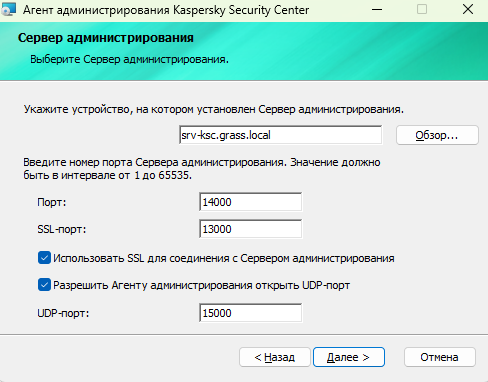 Агент администрирования Kaspersky Security Center
Сервер администрирования
Выберите Сервер администрирования.
Укажите устройство, на котором установлен Сервер администрирования.
srv-ksc.grass.local Обзор...
Введите номер порта Сервера администрирования. Значение должно
быть в интервале от 1 до 65535.
Порт: 14000
SSL-порт: 13000
Использовать SSL для соединения с Сервером администрирования
Разрешить Агенту администрирования открыть UDP-порт
UDP-порт: 15000
< Назад Далее > Отмена